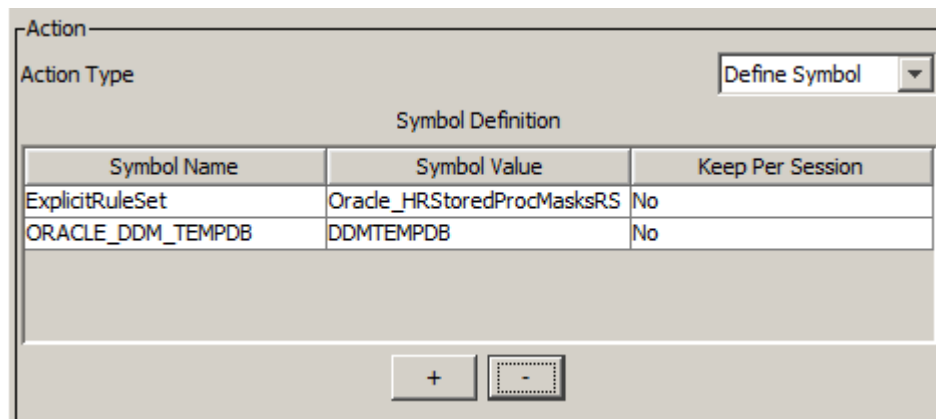 Action
Action Type Define Symbol
Symbol Definition
Symbol Name Symbol Value Keep Per Session
ExplicitRuleSet Oracle_HRStoredProcMasksRS No
ORACLE_DDM_TEMPDB DDMTEMPDB No
+ -